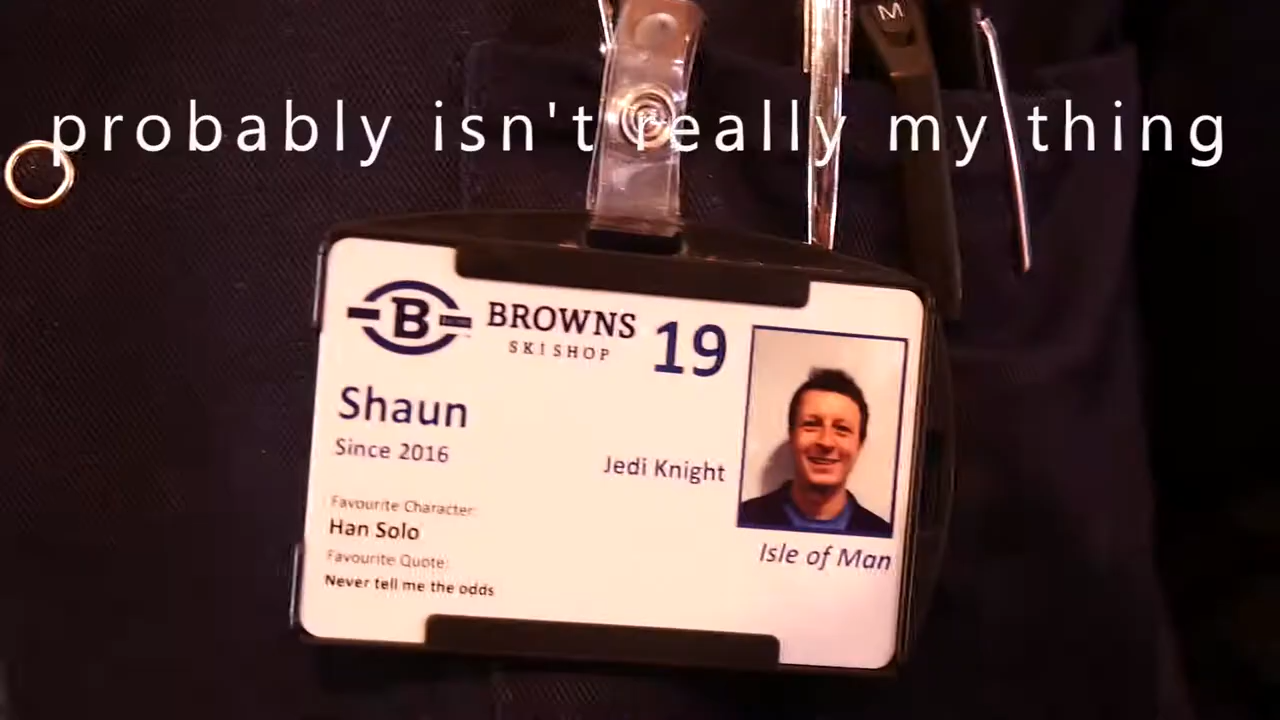 M
probably isn't really my thing
B
BROWNS
SKI SHOP
19
Shaun
Since 2016
Jedi Knight
Favourite Character:
Han Solo
Favourite Quote:
Never tell me the odds
Isle of Man